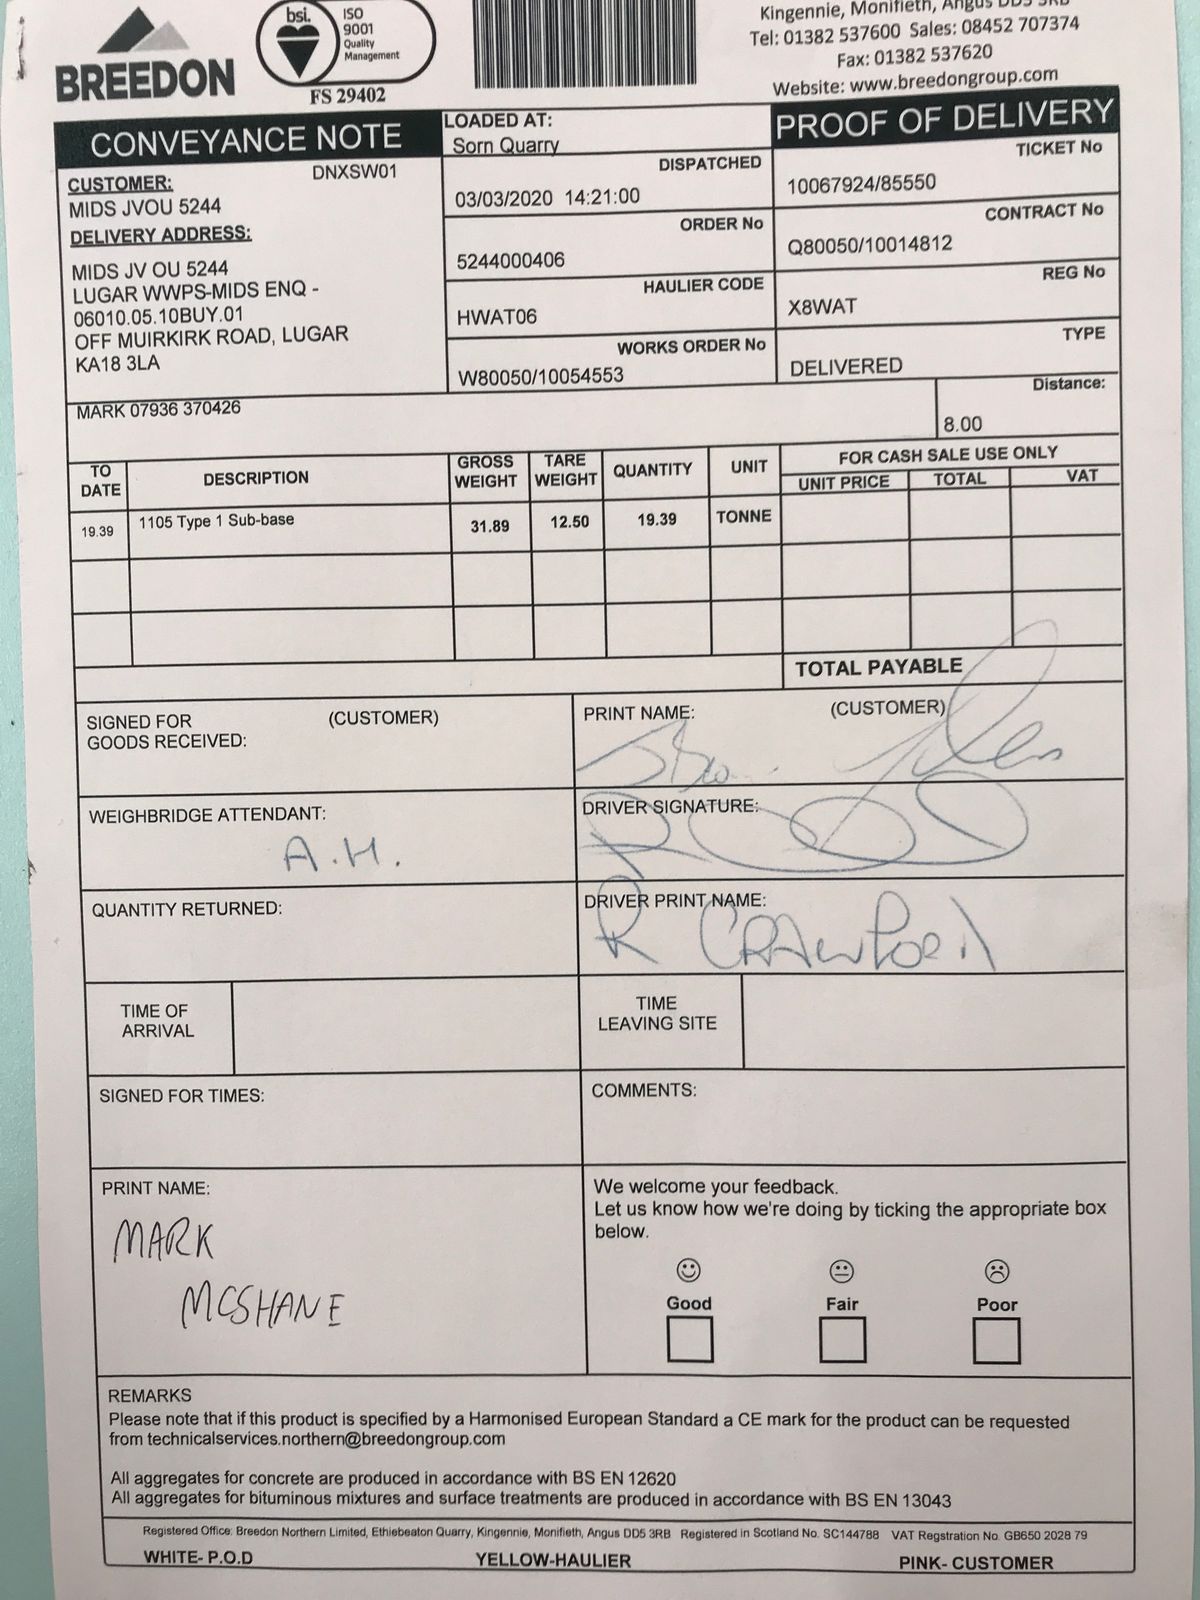 BREEDON
bsi.
ISO
9001
Quality
Management
FS 29402
Kingennie, Monifieth, Angus DD5 3RB
Tel: 01382 537600 Sales: 08452 707374
Fax: 01382 537620
Website: www.breedongroup.com
CONVEYANCE NOTE
LOADED AT:
Sorn Quarry
PROOF OF DELIVERY
CUSTOMER: DNXSW01
MIDS JVOU 5244
DELIVERY ADDRESS:
MIDS JV OU 5244
LUGAR WWPS-MIDS ENQ -
06010.05.10BUY.01
OFF MUIRKIRK ROAD, LUGAR
KA18 3LA
DISPATCHED
03/03/2020 14:21:00
TICKET No
10067924/85550
ORDER No
5244000406
CONTRACT No
Q80050/10014812
HAULIER CODE
HWAT06
REG No
X8WAT
WORKS ORDER No
W80050/10054553
TYPE
DELIVERED
MARK 07936 370426
Distance:
8.00
TO DATE DESCRIPTION GROSS WEIGHT TARE WEIGHT QUANTITY UNIT FOR CASH SALE USE ONLY
UNIT PRICE TOTAL VAT
19.39 1105 Type 1 Sub-base 31.89 12.50 19.39 TONNE
TOTAL PAYABLE
SIGNED FOR (CUSTOMER)
GOODS RECEIVED:
PRINT NAME: (CUSTOMER)
WEIGHBRIDGE ATTENDANT:
A.H.
DRIVER SIGNATURE:
QUANTITY RETURNED:
DRIVER PRINT NAME:
R CRAWFORD
TIME OF
ARRIVAL
TIME
LEAVING SITE
SIGNED FOR TIMES:
COMMENTS:
PRINT NAME:
MARK
MCSHANE
We welcome your feedback.
Let us know how we're doing by ticking the appropriate box
below.
Good Fair Poor
REMARKS
Please note that if this product is specified by a Harmonised European Standard a CE mark for the product can be requested
from technicalservices.northern@breedongroup.com
All aggregates for concrete are produced in accordance with BS EN 12620
All aggregates for bituminous mixtures and surface treatments are produced in accordance with BS EN 13043
Registered Office: Breedon Northern Limited, Ethiebeaton Quarry, Kingennie, Monifieth, Angus DD5 3RB Registered in Scotland No. SC144788 VAT Regstration No. GB650 2028 79
WHITE- P.O.D YELLOW-HAULIER PINK- CUSTOMER